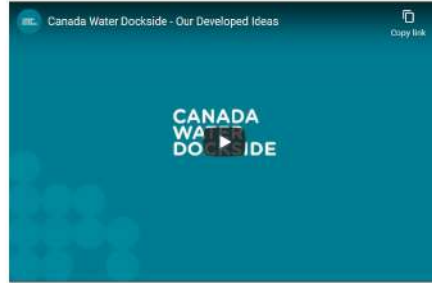 Canada Water Dockside - Our Developed Ideas
Copy link
CANADA
WATER
DOCKSIDE